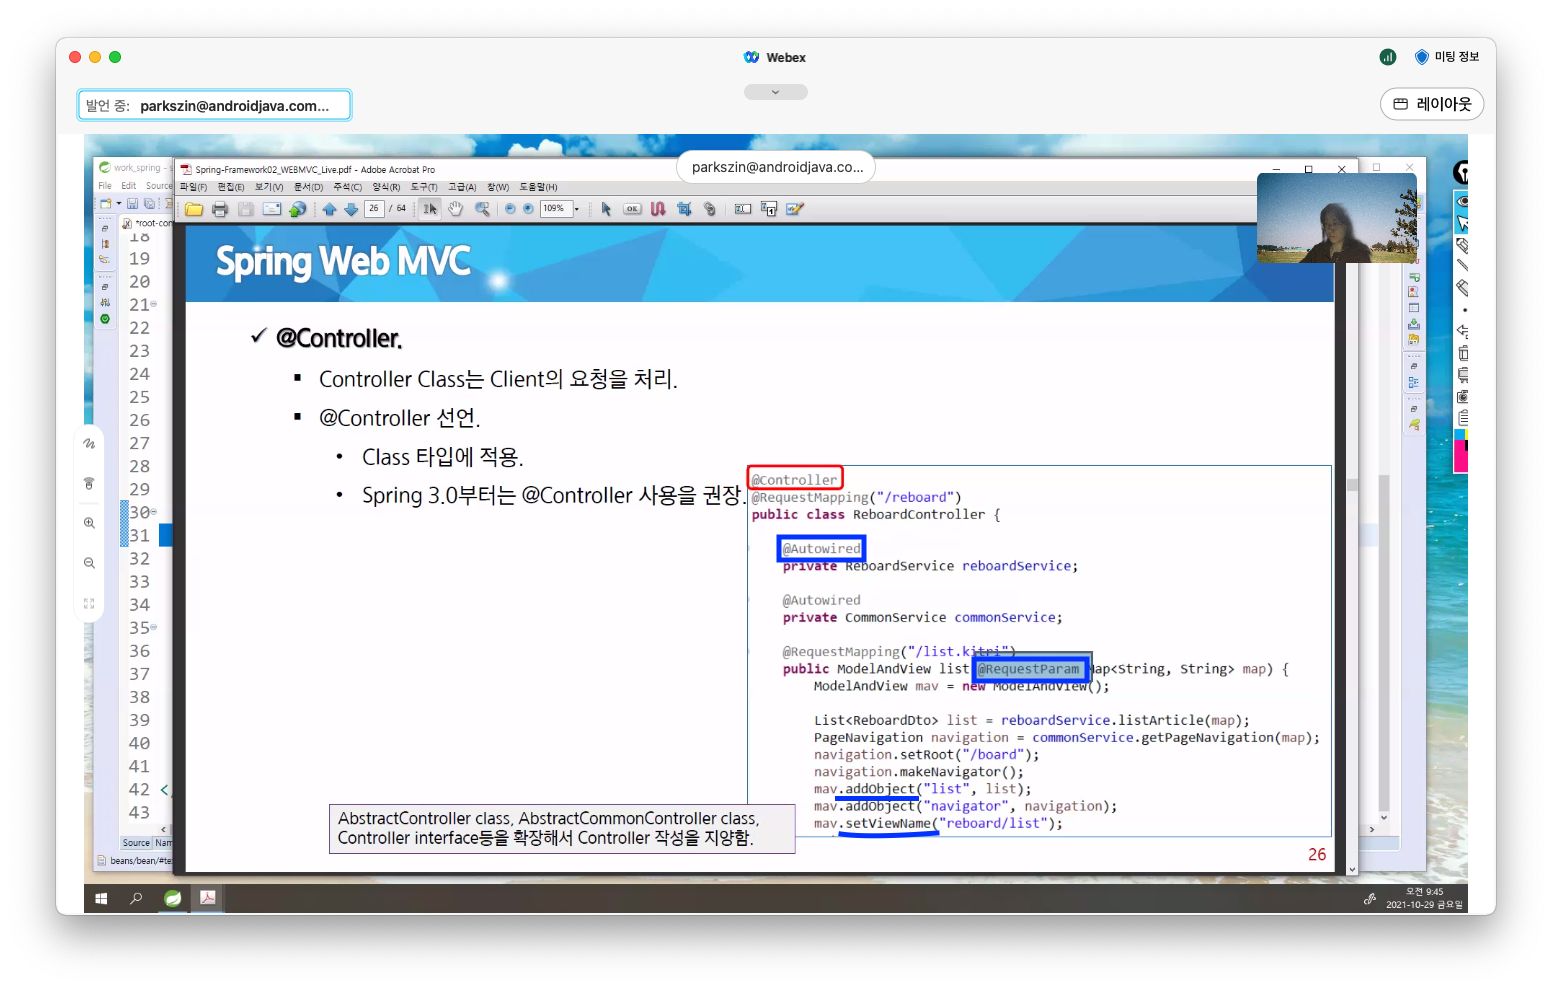 Webex
미팅 정보
발언 중: parkszin@androidjava.com...
레이아웃
parkszin@androidjava.co...
work_spring - s
File Edit Source
*root-con
Spring-Framework02_WEBMVC_Live.pdf - Adobe Acrobat Pro
파일(F) 편집(E) 보기(V) 문서(D) 주석(C) 양식(R) 도구(T) 고급(A) 창(W) 도움말(H)
26 / 64
109%
18
19
20
21
22
23
24
25
26
27
28
29
30
31
32
33
34
35
36
37
38
39
40
41
42 </
43
Source Nam
beans/bean/#te
Spring Web MVC
✓ @Controller.
▪ Controller Class는 Client의 요청을 처리.
▪ @Controller 선언.
• Class 타입에 적용.
• Spring 3.0부터는 @Controller 사용을 권장.
@Controller
@RequestMapping("/reboard")
public class ReboardController {
@Autowired
private ReboardService reboardService;
@Autowired
private CommonService commonService;
@RequestMapping("/list.kitri")
public ModelAndView list(@RequestParam Map<String, String> map) {
ModelAndView mav = new ModelAndView();
List<ReboardDto> list = reboardService.listArticle(map);
PageNavigation navigation = commonService.getPageNavigation(map);
navigation.setRoot("/board");
navigation.makeNavigator();
mav.addObject("list", list);
mav.addObject("navigator", navigation);
mav.setViewName("reboard/list");
AbstractController class, AbstractCommonController class,
Controller interface등을 확장해서 Controller 작성을 지양함.
26
오전 9:45
2021-10-29 금요일